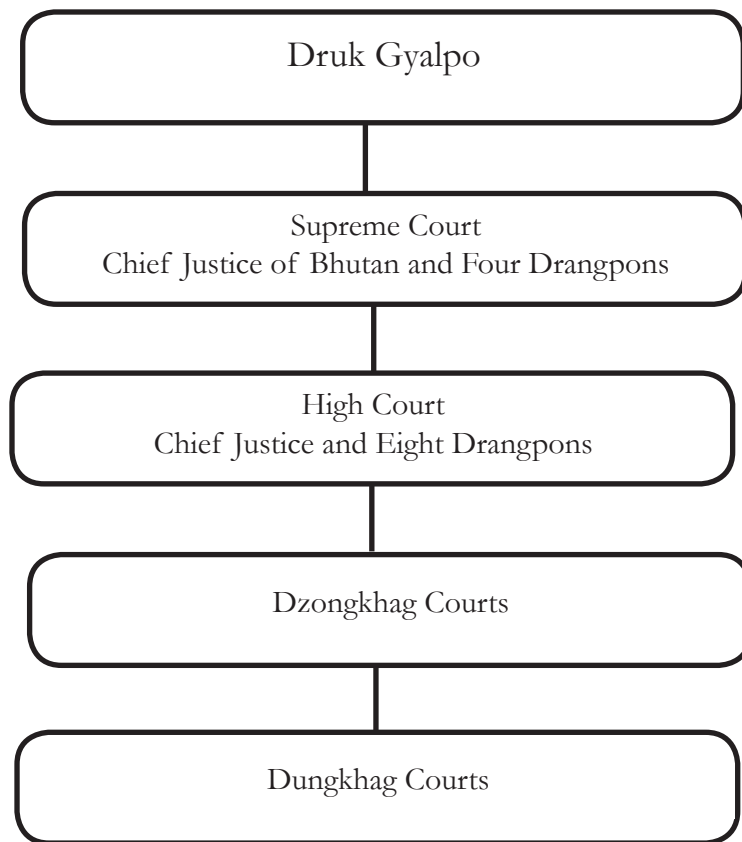 Druk Gyalpo
Supreme Court
Chief Justice of Bhutan and Four Drangpons
High Court
Chief Justice and Eight Drangpons
Dzongkhag Courts
Dungkhag Courts